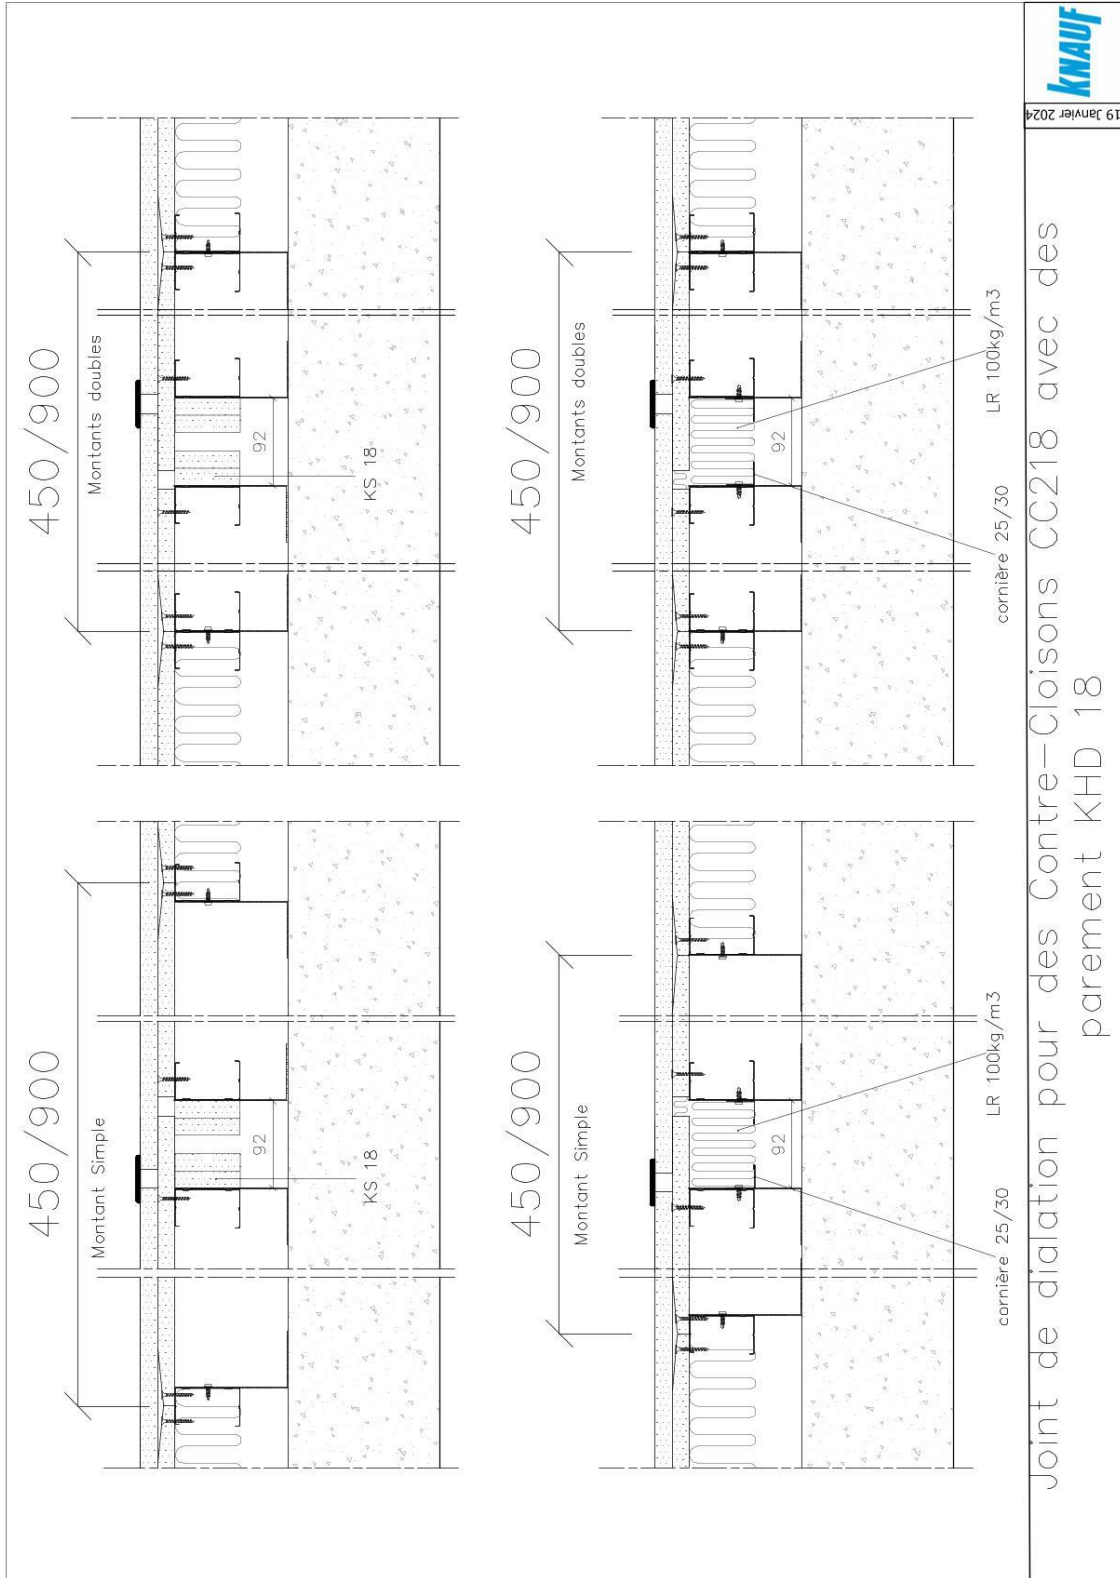 450/900
Montant Simple
92
KS 18
450/900
Montants doubles
92
KS 18
450/900
Montant Simple
92
cornière 25/30
LR 100kg/m3
450/900
Montants doubles
92
cornière 25/30
LR 100kg/m3
Joint de dialation pour des Contre-Cloisons CC218 avec des
parement KHD 18
19 Janvier 2024
KNAUF